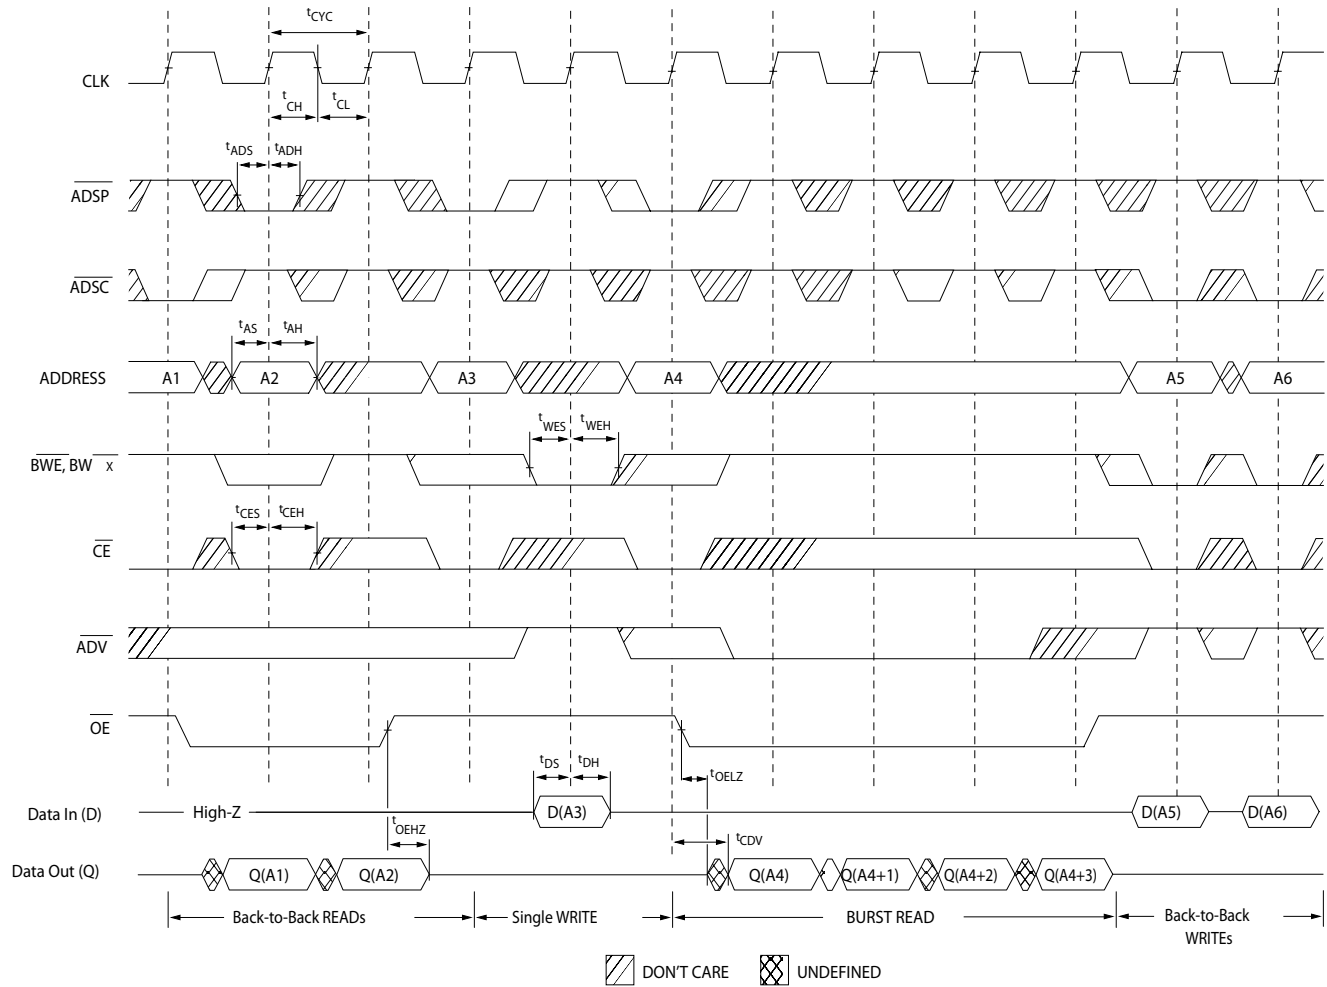 tCYC
CLK
tCH
tCL
tADS
tADH
ADSP
ADSC
tAS
tAH
ADDRESS
A1
A2
A3
A4
A5
A6
tWES
tWEH
BWE, BW x
tCES
tCEH
CE
ADV
OE
tDS
tDH
tOELZ
Data In (D)
High-Z
D(A3)
D(A5)
D(A6)
tOEHZ
tCDV
Data Out (Q)
Q(A1)
Q(A2)
Q(A4)
Q(A4+1)
Q(A4+2)
Q(A4+3)
Back-to-Back READs
Single WRITE
BURST READ
Back-to-Back
WRITEs
DON'T CARE
UNDEFINED